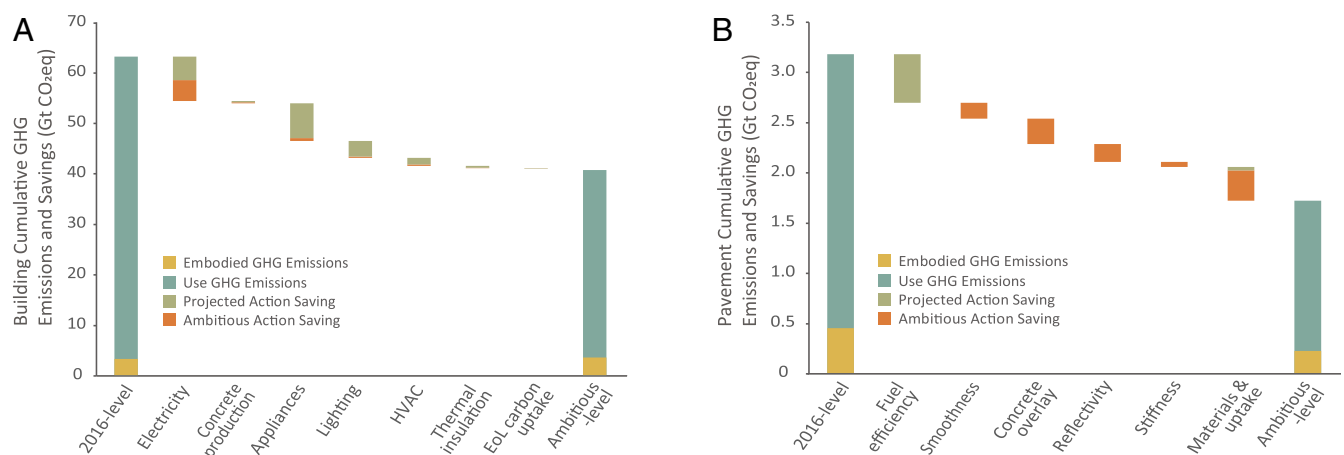 A
Building Cumulative GHG
Emissions and Savings (Gt CO₂eq)
70
60
50
40
30
20
10
0
Embodied GHG Emissions
Use GHG Emissions
Projected Action Saving
Ambitious Action Saving
2016-level
Electricity
Concrete
production
Appliances
Lighting
HVAC
Thermal
insulation
EoL carbon
uptake
Ambitious
-level
B
Pavement Cumulative GHG
Emissions and Savings (Gt CO₂eq)
3.5
3.0
2.5
2.0
1.5
1.0
0.5
0
Embodied GHG Emissions
Use GHG Emissions
Projected Action Saving
Ambitious Action Saving
2016-level
Fuel
efficiency
Smoothness
Concrete
overlay
Reflectivity
Stiffness
Materials &
uptake
Ambitious
-level